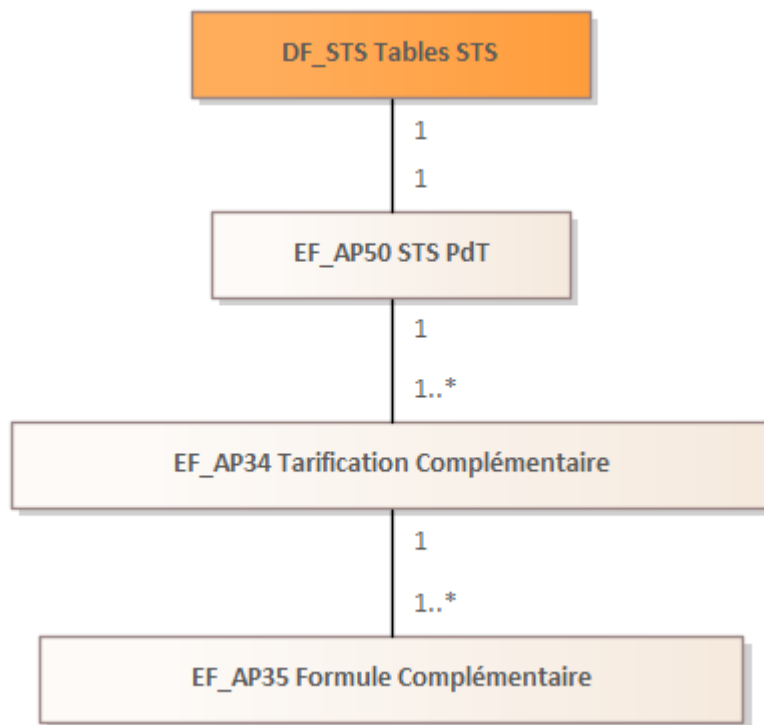 DF_STS Tables STS
1
1
EF_AP50 STS PdT
1
1..*
EF_AP34 Tarification Complémentaire
1
1..*
EF_AP35 Formule Complémentaire